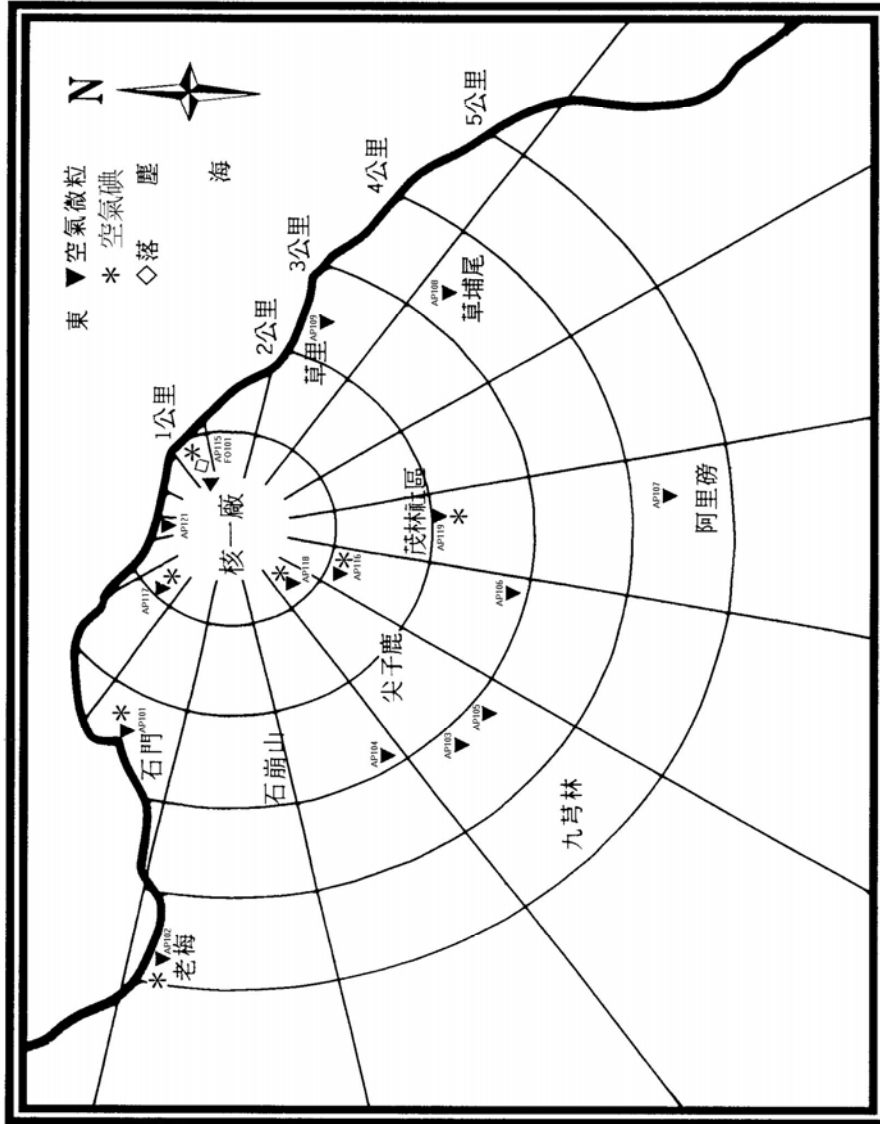 N
東 海
▼空氣微粒
*空氣碘
◇落塵
1公里
2公里
3公里
4公里
5公里
AP117
AP121
AP115
FO101
核一廠
AP118
AP116
AP101
石門
AP102
老梅
石崩山
尖子鹿
AP104
AP103
AP105
九芎林
AP106
茂林社區
AP119
AP107
阿里磅
AP109
草里
AP108
草埔尾